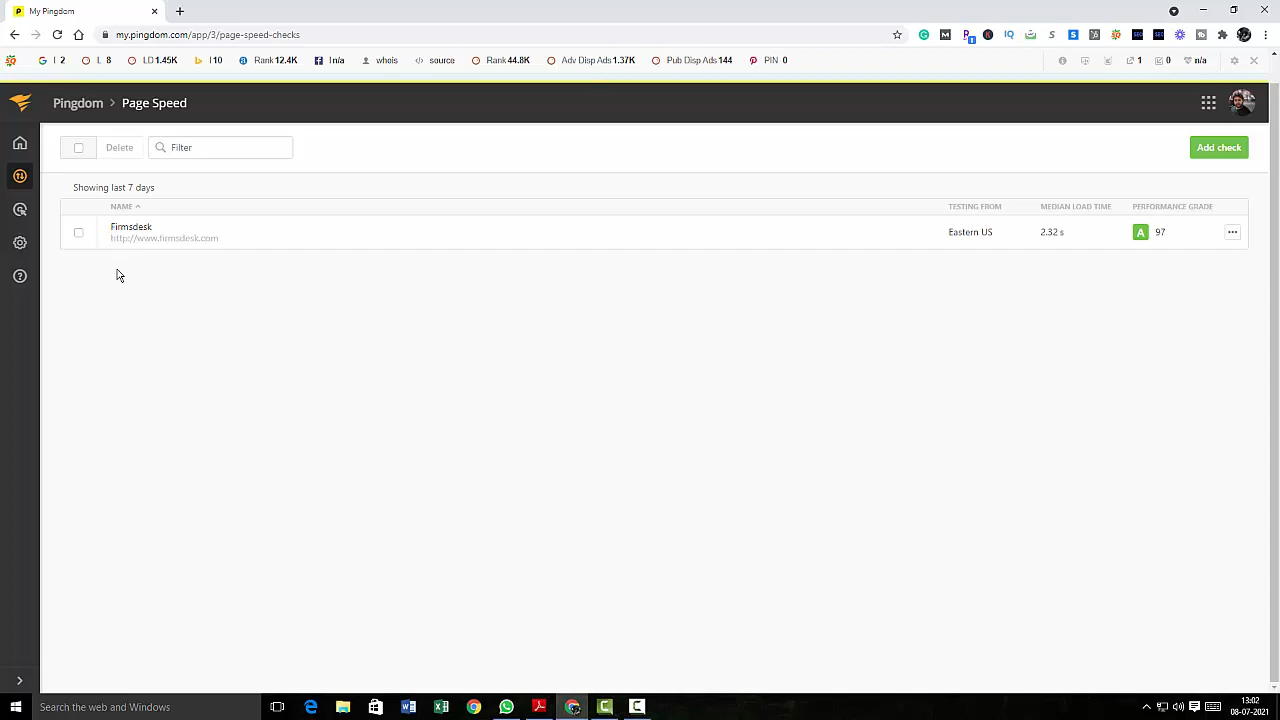 My Pingdom
my.pingdom.com/app/3/page-speed-checks
I 2 L 8 LD 1.45K I 10 Rank 12.4K I n/a whois source Rank 44.8K Adv Disp Ads 1.37K Pub Disp Ads 144 PIN 0 1 0 n/a
Pingdom > Page Speed
Delete Filter Add check
Showing last 7 days
NAME TESTING FROM MEDIAN LOAD TIME PERFORMANCE GRADE
Firmsdesk
http://www.firmsdesk.com
Eastern US 2.32 s A 97
Search the web and Windows
13:02
08-07-2021